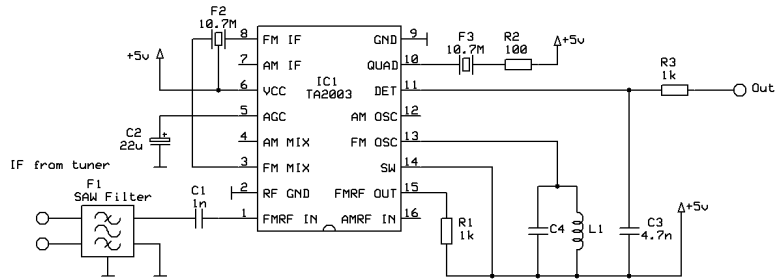 F2
10.7M
+5v
C2
22u
+
IF from tuner
F1
SAW Filter
C1
1n
8 FM IF
7 AM IF
6 VCC
5 AGC
4 AM MIX
3 FM MIX
2 RF GND
1 FMRF IN
IC1
TA2003
GND 9
QUAD 10
DET 11
AM OSC 12
FM OSC 13
SW 14
FMRF OUT 15
AMRF IN 16
F3
10.7M
R2
100
+5v
R3
1k
Out
R1
1k
C4
L1
C3
4.7n
+5v